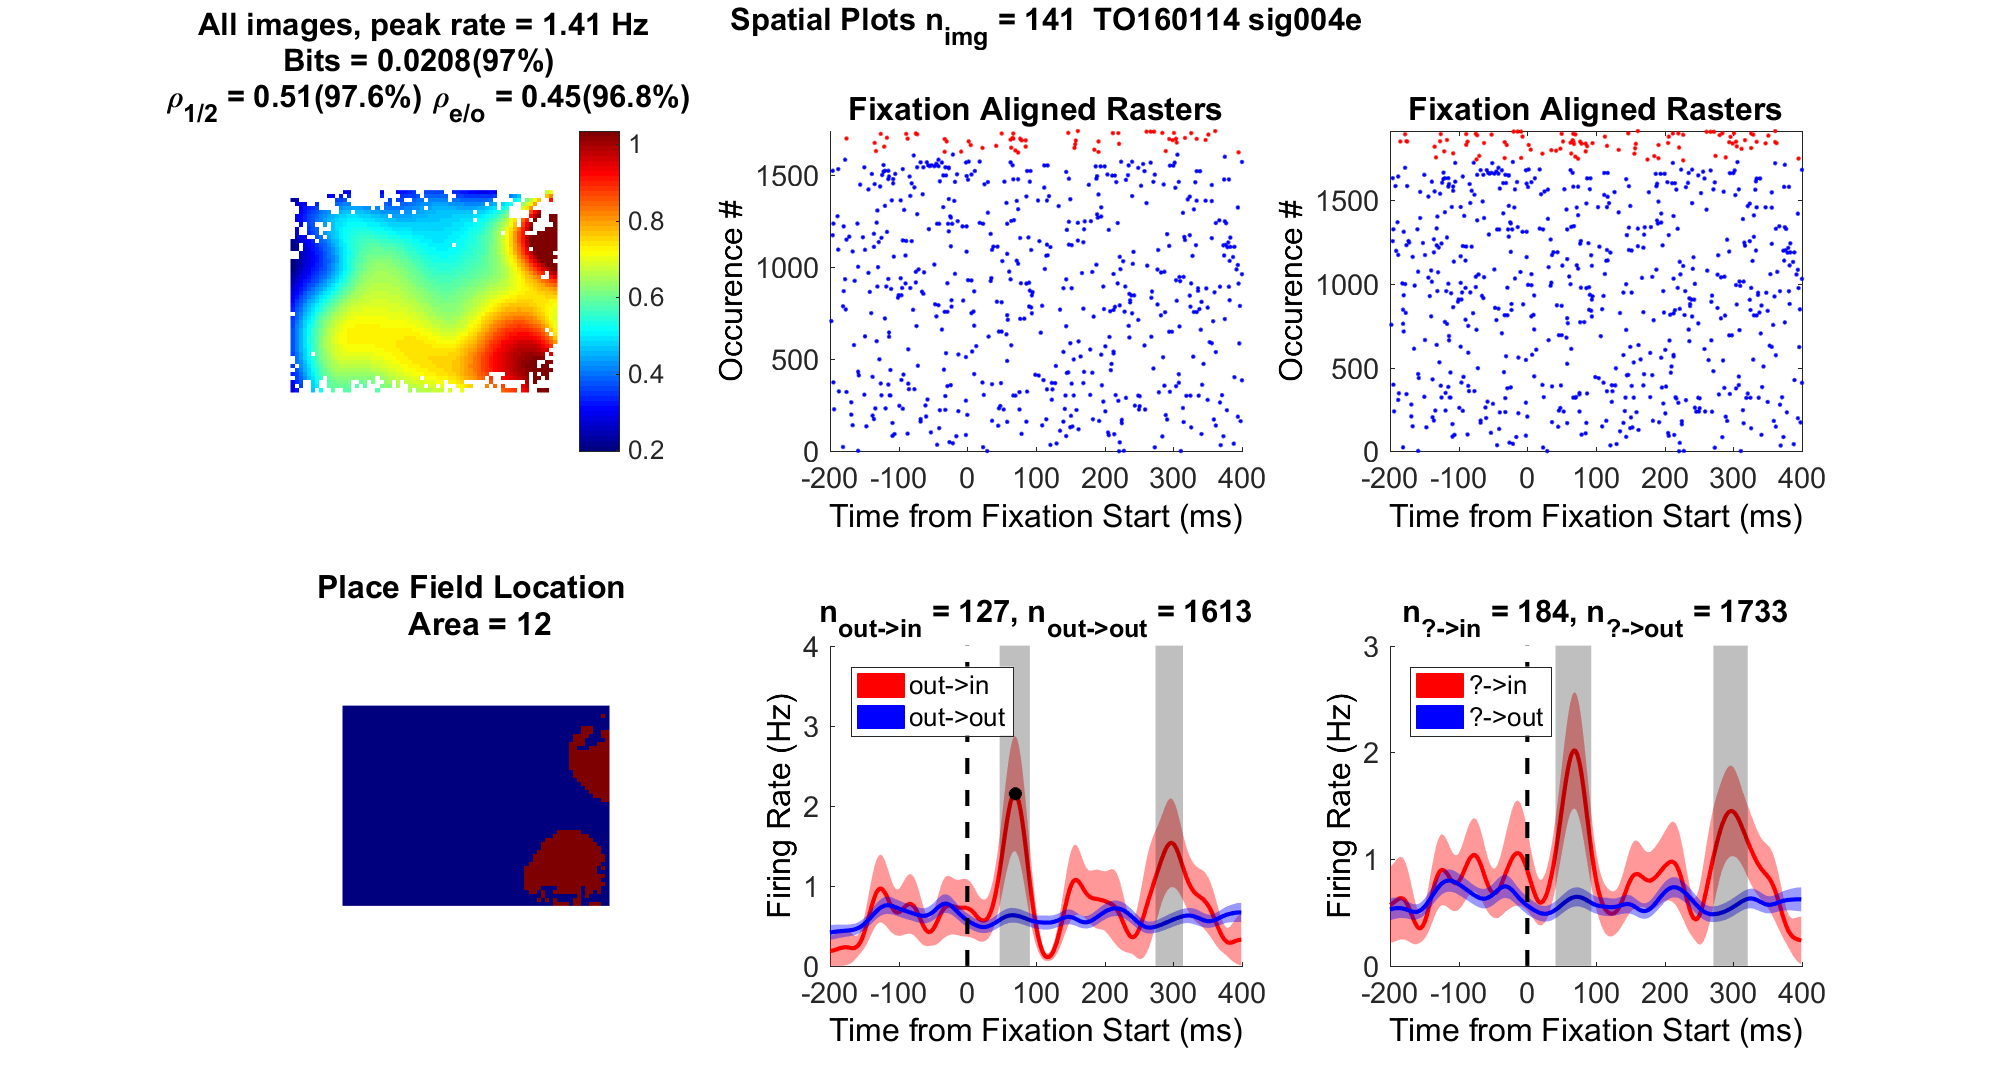 All images, peak rate = 1.41 Hz
Bits = 0.0208(97%)
ρ1/2 = 0.51(97.6%) ρe/o = 0.45(96.8%)
1
0.8
0.6
0.4
0.2
Spatial Plots nimg = 141 TO160114 sig004e
Fixation Aligned Rasters
Occurence #
1500
1000
500
0
-200 -100 0 100 200 300 400
Time from Fixation Start (ms)
Fixation Aligned Rasters
Occurence #
1500
1000
500
0
-200 -100 0 100 200 300 400
Time from Fixation Start (ms)
Place Field Location
Area = 12
nout->in = 127, nout->out = 1613
Firing Rate (Hz)
4
3
2
1
0
out->in
out->out
-200 -100 0 100 200 300 400
Time from Fixation Start (ms)
n?->in = 184, n?->out = 1733
Firing Rate (Hz)
3
2
1
0
?->in
?->out
-200 -100 0 100 200 300 400
Time from Fixation Start (ms)